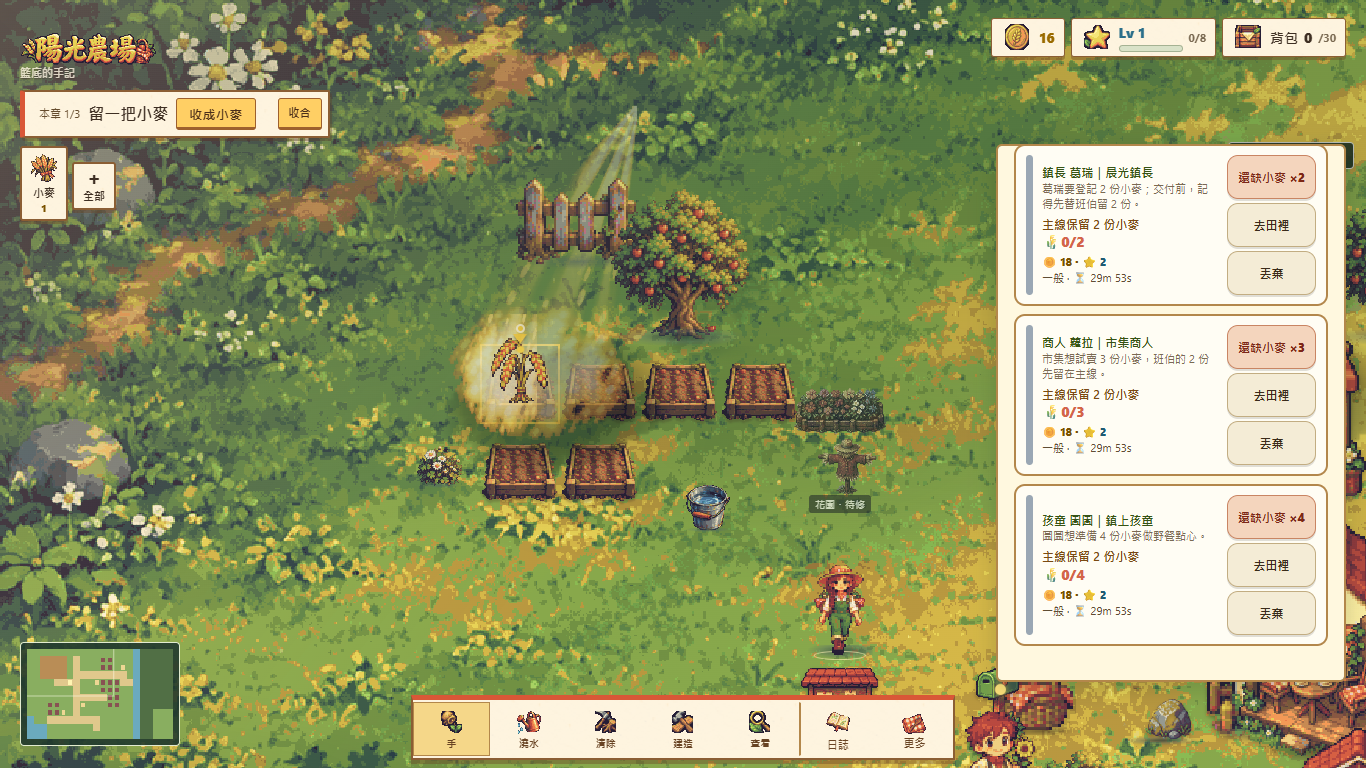 陽光農場
籃底的手記
本章 1/3 留一把小麥 收成小麥 收合
小麥
1
+
全部
16
Lv 1
0/8
背包 0 /30
鎮長 葛瑞 | 晨光鎮長
葛瑞要登記 2 份小麥；交付前，記
得先替班伯留 2 份。
主線保留 2 份小麥
0/2
18 · 2
一般 · 29m 53s
還缺小麥 ×2
去田裡
丟棄
商人 蘿拉 | 市集商人
市集想試賣 3 份小麥，班伯的 2 份
先留在主線。
主線保留 2 份小麥
0/3
18 · 2
一般 · 29m 53s
還缺小麥 ×3
去田裡
丟棄
孩童 圓圓 | 鎮上孩童
圓圓想準備 4 份小麥做野餐點心。
主線保留 2 份小麥
0/4
18 · 2
一般 · 29m 53s
還缺小麥 ×4
去田裡
丟棄
花園 · 待修
手
澆水
清除
建造
查看
日誌
更多